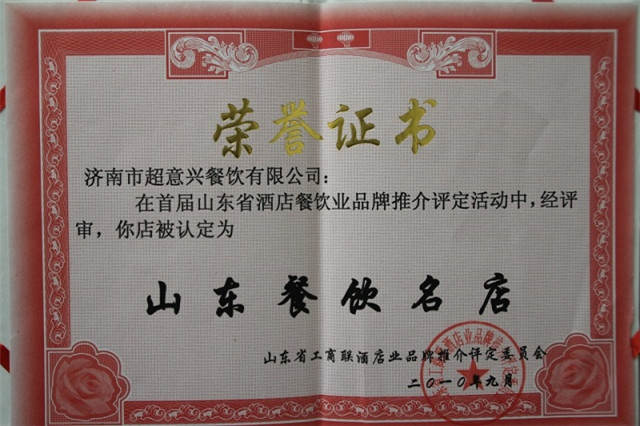 荣誉证书
济南市超意兴餐饮有限公司：
在首届山东省酒店餐饮业品牌推介评定活动中，经评
审，你店被认定为
山东餐饮名店
山东省工商联酒店业品牌推介评定委员会
二〇一〇年九月